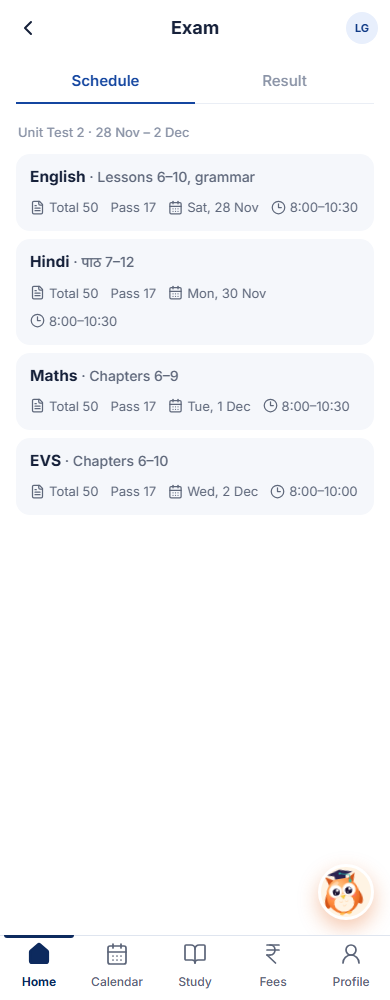 Exam
LG
Schedule
Result
Unit Test 2 · 28 Nov – 2 Dec
English · Lessons 6–10, grammar
Total 50 Pass 17 Sat, 28 Nov 8:00–10:30
Hindi · पाठ 7–12
Total 50 Pass 17 Mon, 30 Nov
8:00–10:30
Maths · Chapters 6–9
Total 50 Pass 17 Tue, 1 Dec 8:00–10:30
EVS · Chapters 6–10
Total 50 Pass 17 Wed, 2 Dec 8:00–10:00
Home
Calendar
Study
Fees
Profile